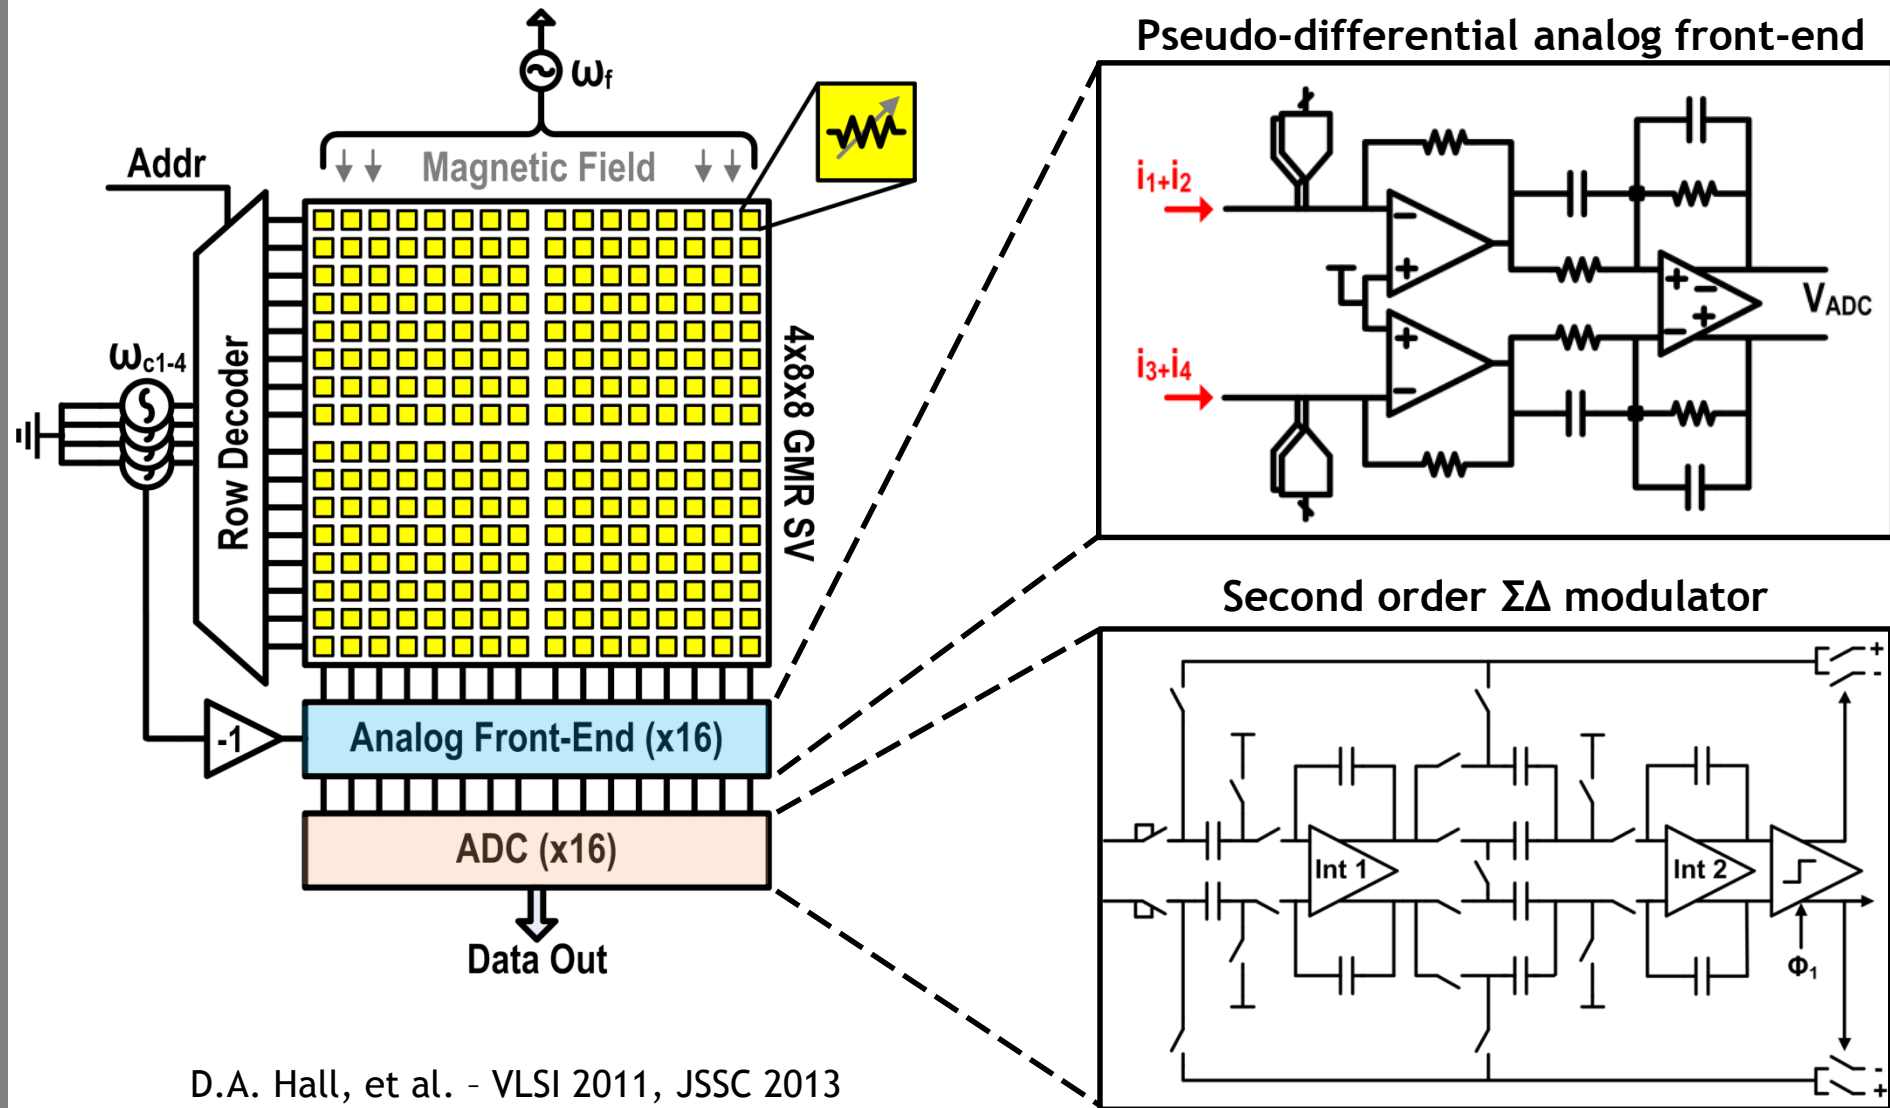 Pseudo-differential analog front-end
ωf
Addr
Magnetic Field
i1+i2
i3+i4
VADC
ωc1-4
Row Decoder
4x8x8 GMR SV
-1
Analog Front-End (x16)
ADC (x16)
Data Out
Second order ΣΔ modulator
Int 1
Int 2
Φ1
D.A. Hall, et al. – VLSI 2011, JSSC 2013